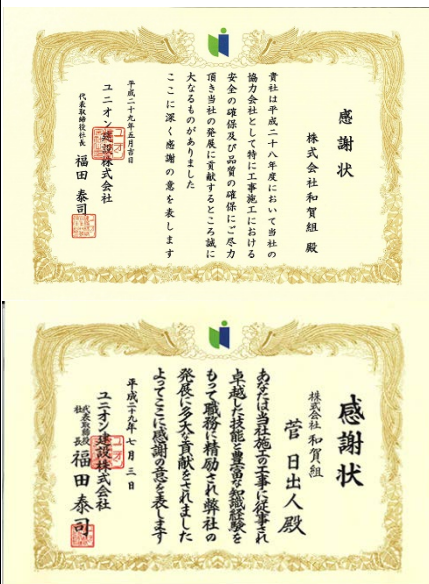 感謝状
株式会社和賀組 殿
貴社は平成二十八年度において当社の
協力会社として特に工事施工における
安全の確保及び品質の確保にご尽力
頂き当社の発展に貢献するところ誠に
大なるものがありました
ここに深く感謝の意を表します
平成二十九年五月吉日
ユニオン建設株式会社
代表取締役社長 福田 泰司
感謝状
株式会社 和賀組
菅 日出人 殿
あなたは当社施工の工事に従事され
卓越した技能と豊富な知識経験を
もって職務に精励され弊社の
発展に多大な貢献をされました
よってここに感謝の意を表します
平成二十九年七月三日
ユニオン建設株式会社
代表取締役社長 福田泰司